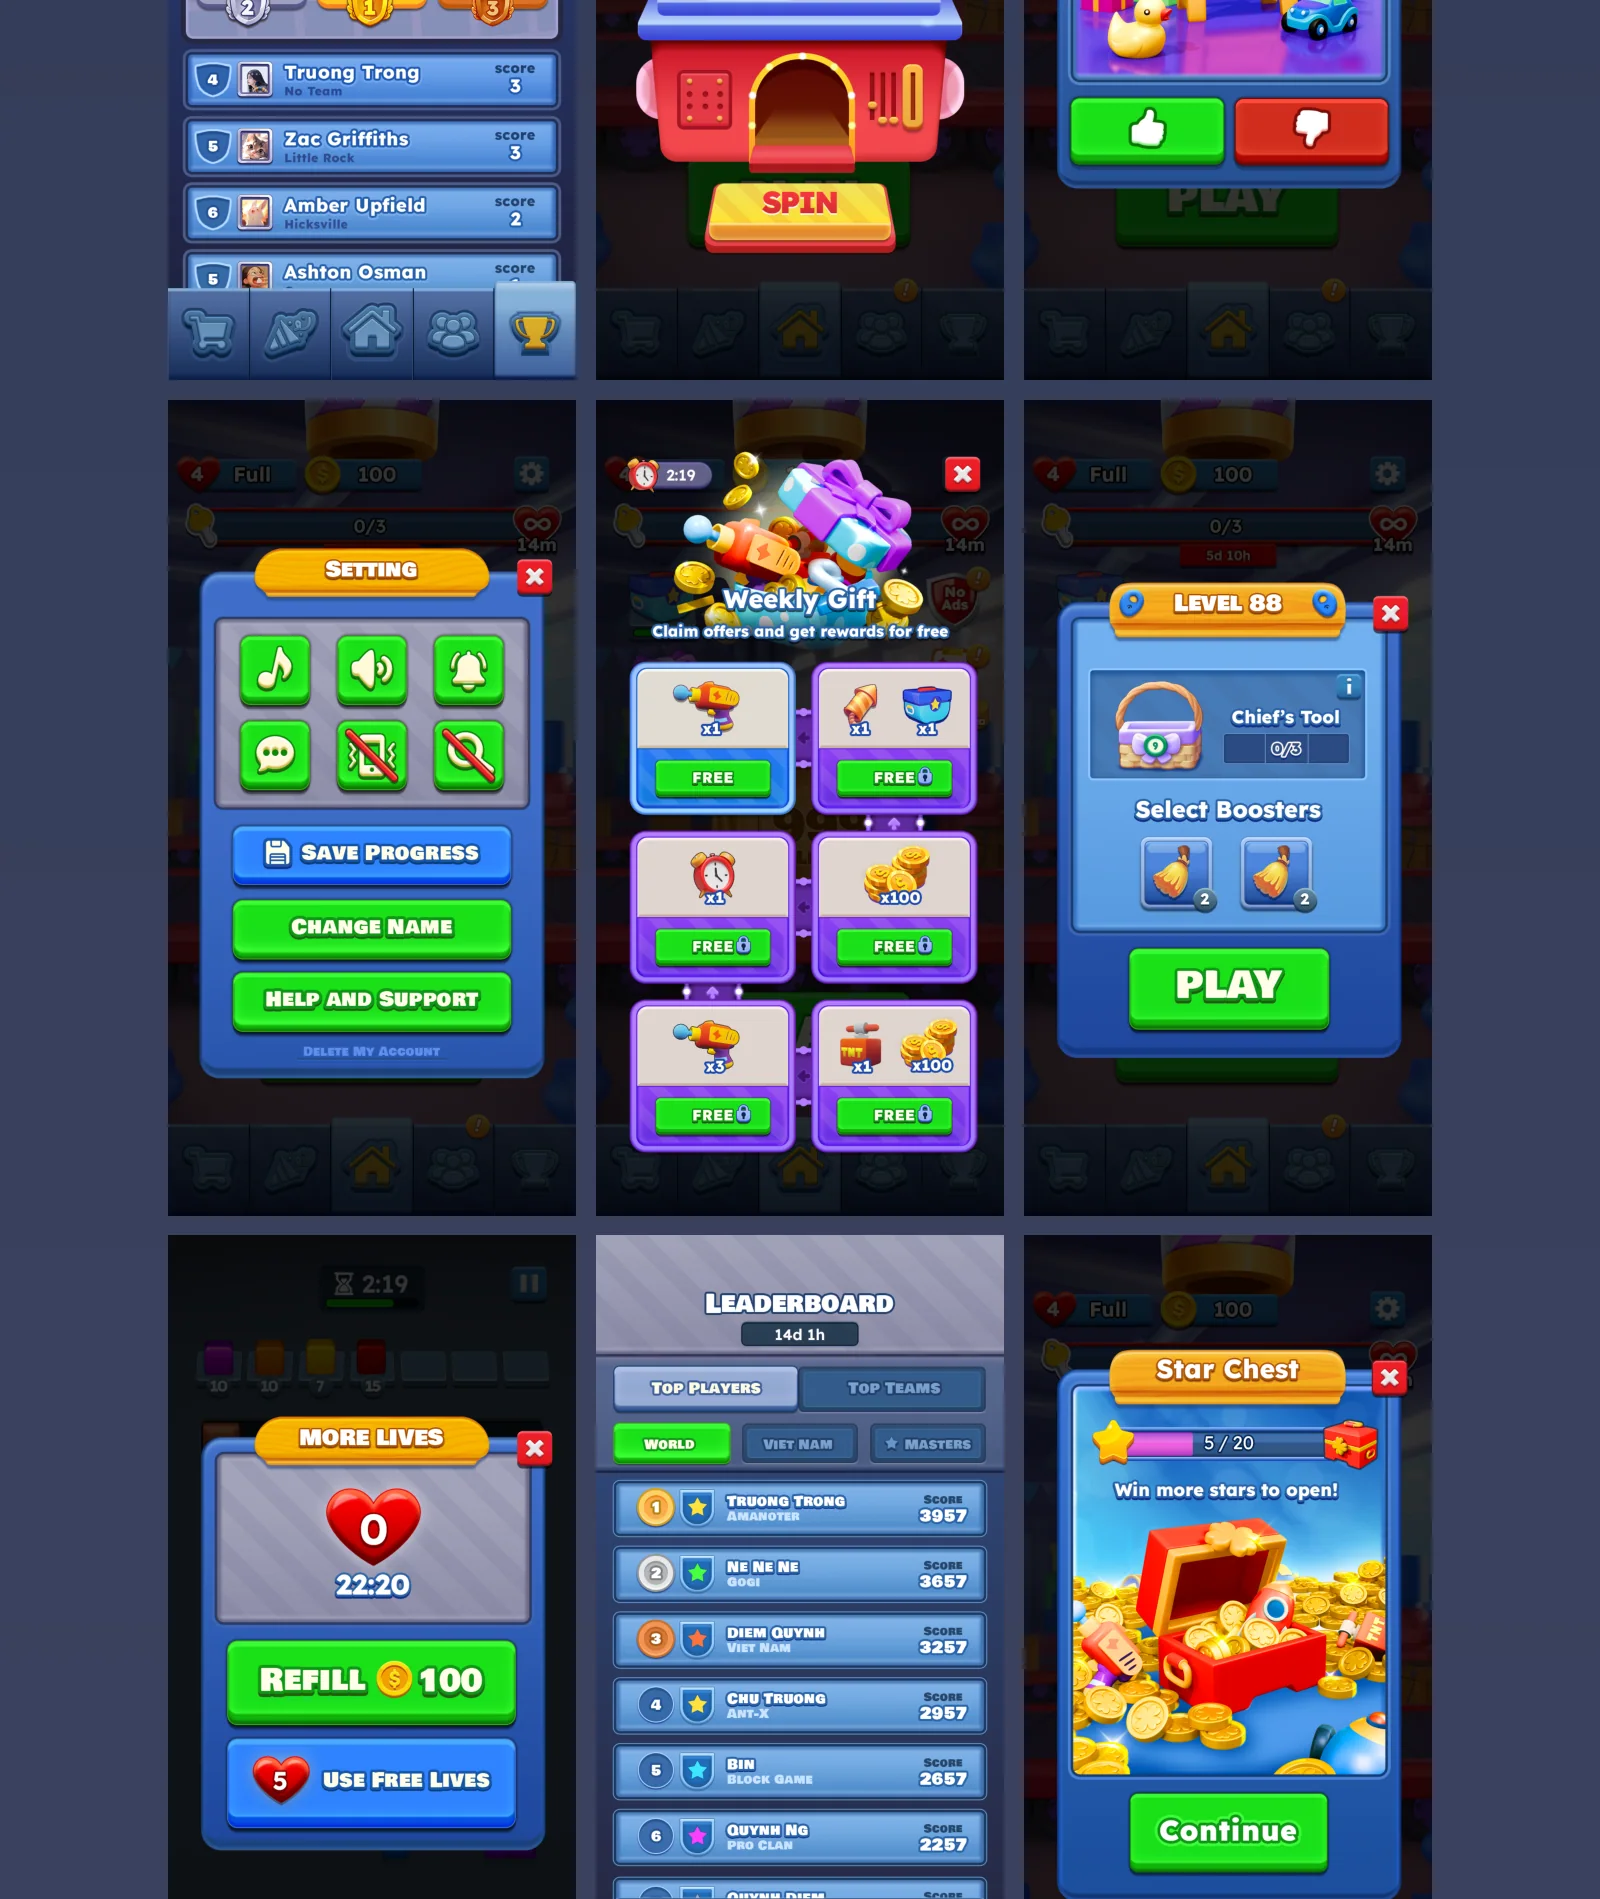 2
1
3
4
Truong Trong
No Team
score
3
5
Zac Griffiths
Little Rock
score
3
6
Amber Upfield
Hicksville
score
2
5
Ashton Osman
score
SPIN
!
PLAY
!
4
Full
100
0/3
14m
SETTING
SAVE PROGRESS
CHANGE NAME
HELP AND SUPPORT
DELETE MY ACCOUNT
!
2:19
14m
No
Ads
Weekly Gift
Claim offers and get rewards for free
x1
FREE
x1
x1
FREE
x1
FREE
x100
FREE
x3
FREE
TNT
x1
x100
FREE
4
Full
100
0/3
14m
5d 10h
LEVEL 88
i
9
Chief's Tool
0/3
Select Boosters
2
2
PLAY
!
2:19
10
10
7
15
MORE LIVES
0
22:20
REFILL 100
5
USE FREE LIVES
LEADERBOARD
14d 1h
TOP PLAYERS
TOP TEAMS
WORLD
VIET NAM
MASTERS
1
TRUONG TRONG
AMANOTER
SCORE
3957
2
NE NE NE
GOGI
SCORE
3657
3
DIEM QUYNH
VIET NAM
SCORE
3257
4
CHU TRUONG
ANT-X
SCORE
2957
5
BIN
BLOCK GAME
SCORE
2657
6
QUYNH NG
PRO CLAN
SCORE
2257
QUYNH DIEM
SCORE
4
Full
100
Star Chest
5 / 20
Win more stars to open!
TNT
Continue